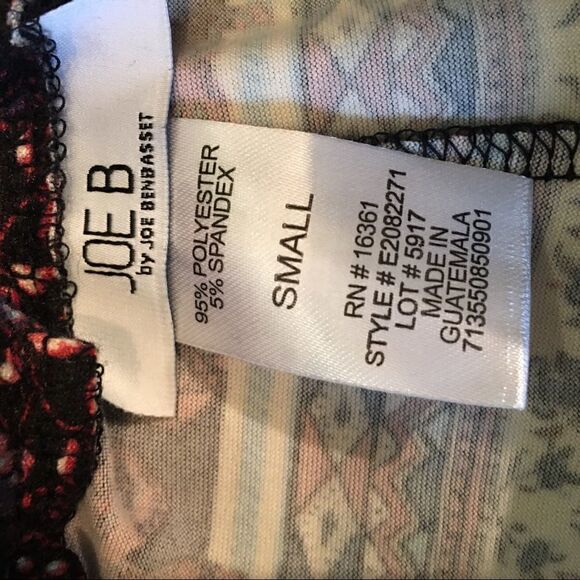 JOE B
by JOE BENBASSET
95% POLYESTER
5% SPANDEX
SMALL
RN # 16361
STYLE # E2082271
LOT # 5917
MADE IN
GUATEMALA
713550850901